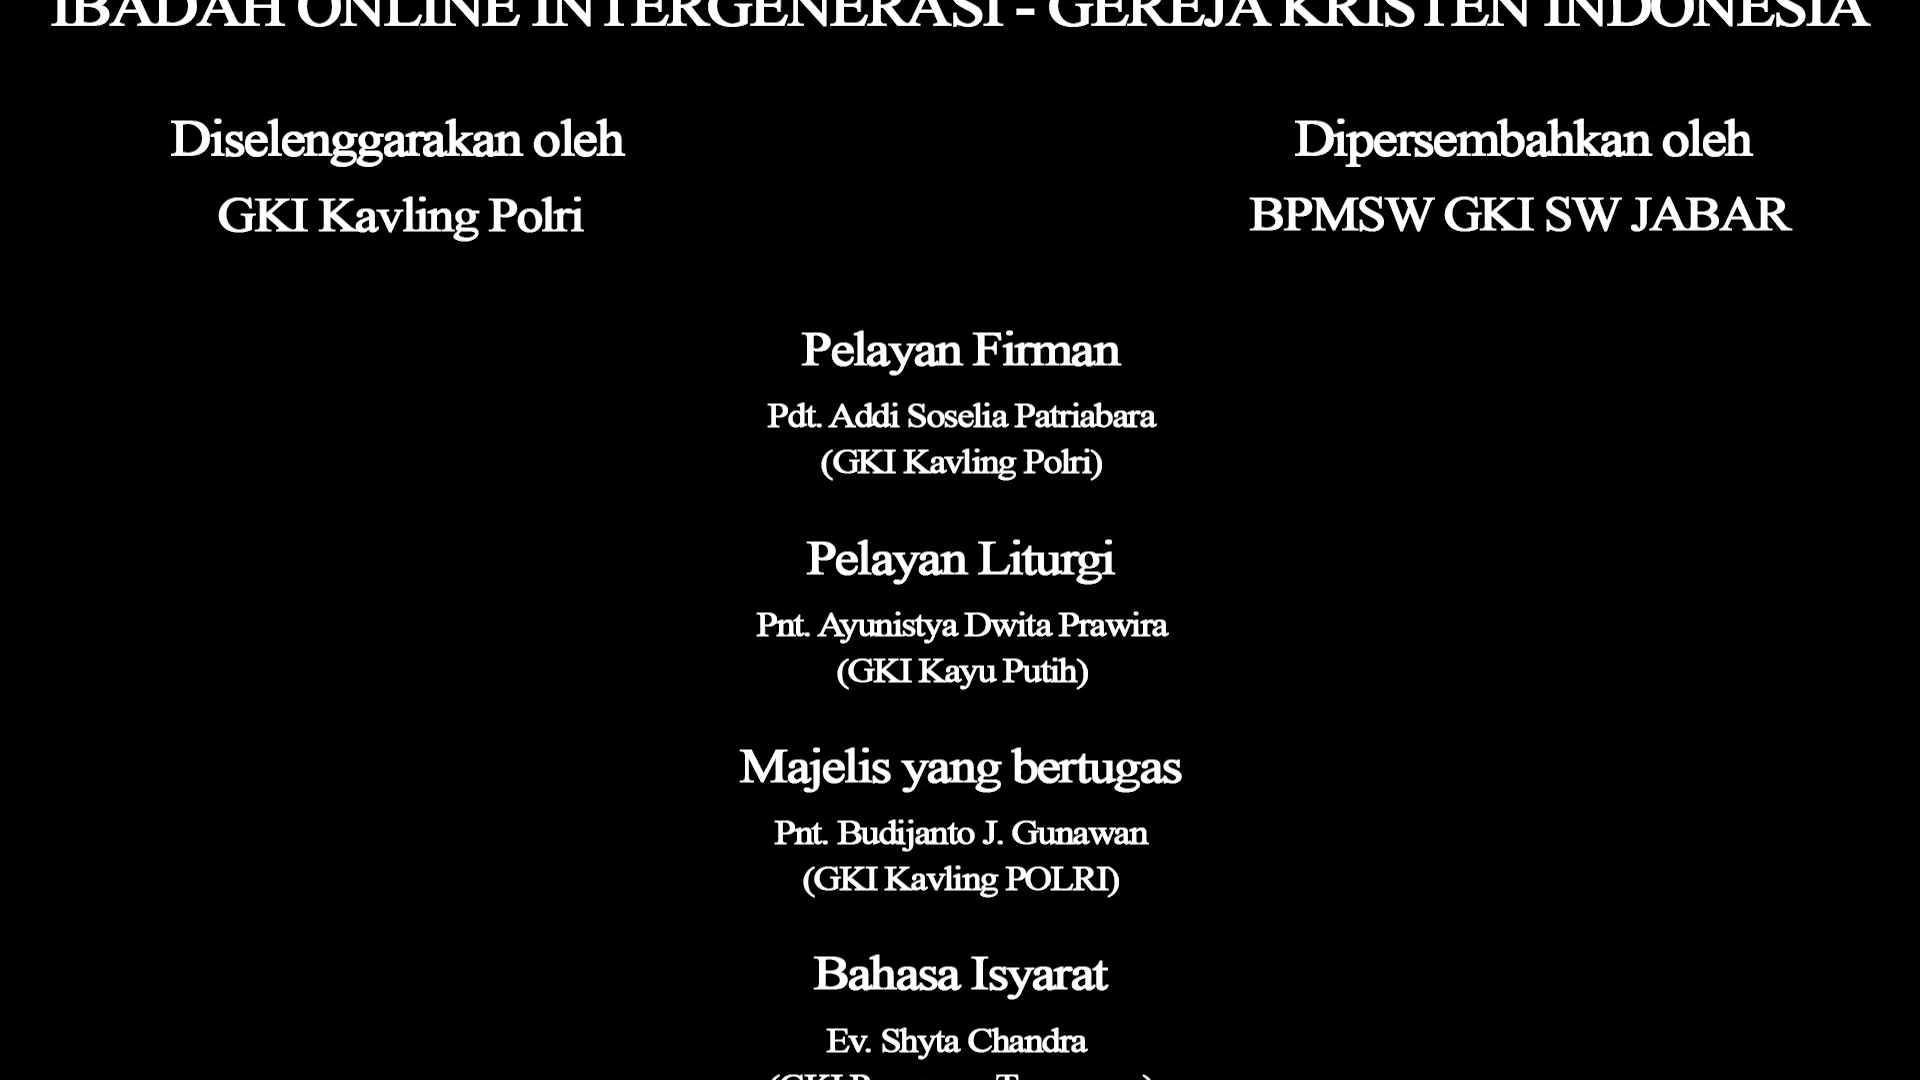 IBADAH ONLINE INTERGENERASI - GEREJA KRISTEN INDONESIA
Diselenggarakan oleh
GKI Kavling Polri
Dipersembahkan oleh
BPMSW GKI SW JABAR
Pelayan Firman
Pdt. Addi Soselia Patriabara
(GKI Kavling Polri)
Pelayan Liturgi
Pnt. Ayunistya Dwita Prawira
(GKI Kayu Putih)
Majelis yang bertugas
Pnt. Budijanto J. Gunawan
(GKI Kavling POLRI)
Bahasa Isyarat
Ev. Shyta Chandra
(GKI